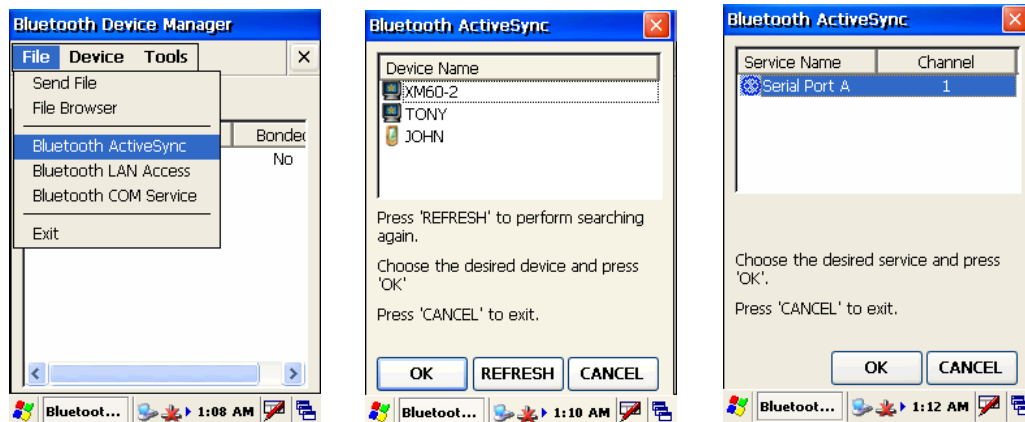 Bluetooth Device Manager
File Device Tools
Send File
File Browser
Bluetooth ActiveSync
Bluetooth LAN Access
Bluetooth COM Service
Exit
Bonded
No
Bluetoot... 1:08 AM
Bluetooth ActiveSync
Device Name
XM60-2
TONY
JOHN
Press 'REFRESH' to perform searching
again.
Choose the desired device and press
'OK'
Press 'CANCEL' to exit.
OK REFRESH CANCEL
Bluetoot... 1:10 AM
Bluetooth ActiveSync
Service Name Channel
Serial Port A 1
Choose the desired service and press
'OK'.
Press 'CANCEL' to exit.
OK CANCEL
Bluetoot... 1:12 AM